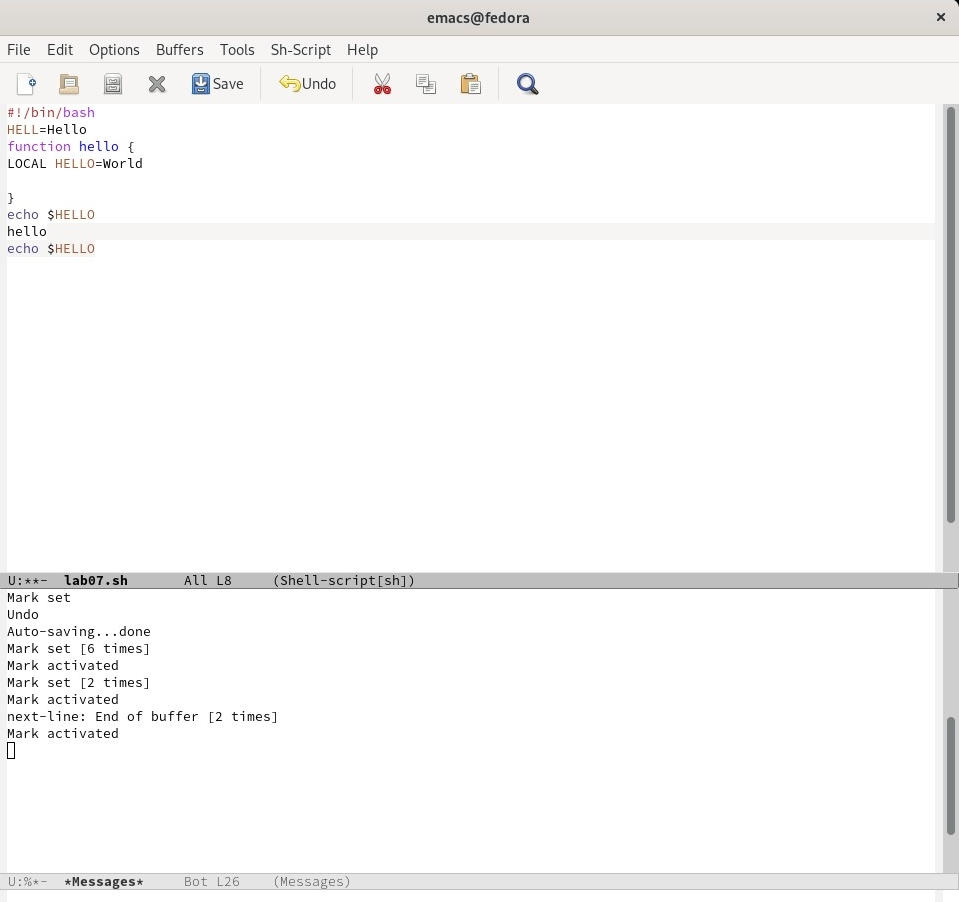 emacs@fedora ×
File Edit Options Buffers Tools Sh-Script Help
Save Undo
#!/bin/bash
HELL=Hello
function hello {
LOCAL HELLO=World
}
echo $HELLO
hello
echo $HELLO
U:**- lab07.sh All L8 (Shell-script[sh])
Mark set
Undo
Auto-saving...done
Mark set [6 times]
Mark activated
Mark set [2 times]
Mark activated
next-line: End of buffer [2 times]
Mark activated
U:%*- *Messages* Bot L26 (Messages)